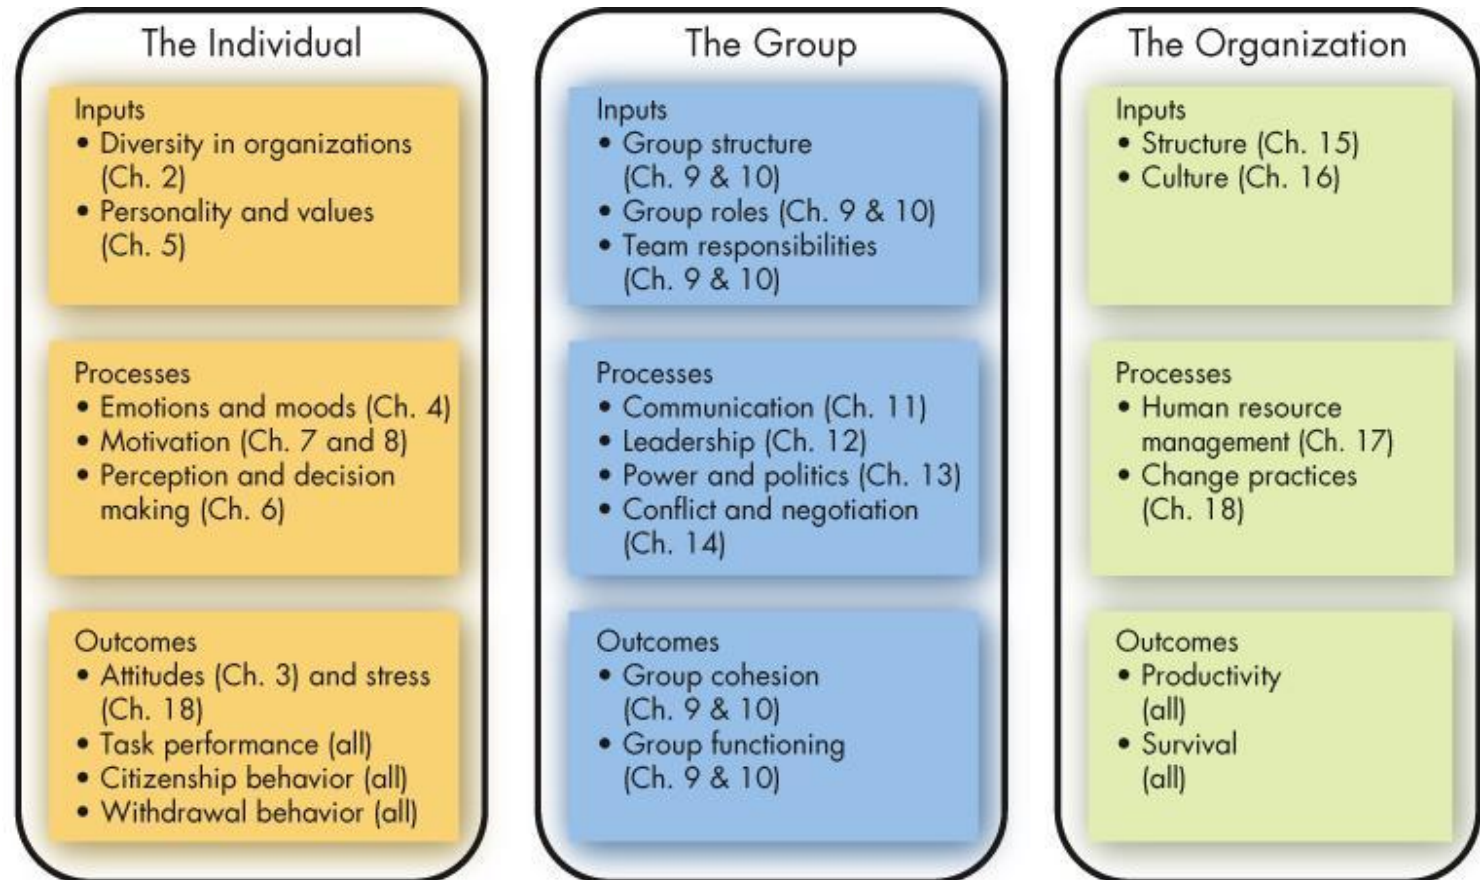 The Individual
Inputs
• Diversity in organizations
(Ch. 2)
• Personality and values
(Ch. 5)
Processes
• Emotions and moods (Ch. 4)
• Motivation (Ch. 7 and 8)
• Perception and decision
making (Ch. 6)
Outcomes
• Attitudes (Ch. 3) and stress
(Ch. 18)
• Task performance (all)
• Citizenship behavior (all)
• Withdrawal behavior (all)
The Group
Inputs
• Group structure
(Ch. 9 & 10)
• Group roles (Ch. 9 & 10)
• Team responsibilities
(Ch. 9 & 10)
Processes
• Communication (Ch. 11)
• Leadership (Ch. 12)
• Power and politics (Ch. 13)
• Conflict and negotiation
(Ch. 14)
Outcomes
• Group cohesion
(Ch. 9 & 10)
• Group functioning
(Ch. 9 & 10)
The Organization
Inputs
• Structure (Ch. 15)
• Culture (Ch. 16)
Processes
• Human resource
management (Ch. 17)
• Change practices
(Ch. 18)
Outcomes
• Productivity
(all)
• Survival
(all)